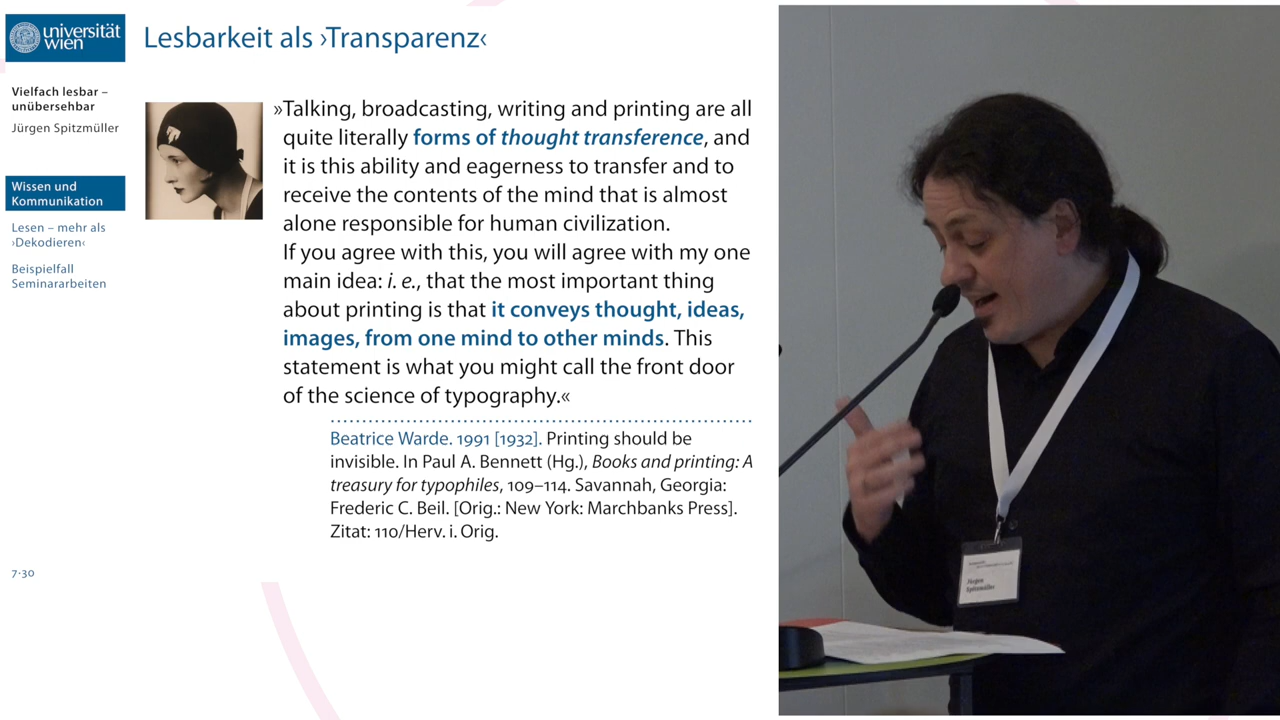 universität
wien
Lesbarkeit als ›Transparenz‹
Vielfach lesbar –
unübersehbar
Jürgen Spitzmüller
Wissen und
Kommunikation
Lesen – mehr als
›Dekodieren‹
Beispielfall
Seminararbeiten
»Talking, broadcasting, writing and printing are all
quite literally forms of thought transference, and
it is this ability and eagerness to transfer and to
receive the contents of the mind that is almost
alone responsible for human civilization.
If you agree with this, you will agree with my one
main idea: i. e., that the most important thing
about printing is that it conveys thought, ideas,
images, from one mind to other minds. This
statement is what you might call the front door
of the science of typography.«
Beatrice Warde. 1991 [1932]. Printing should be
invisible. In Paul A. Bennett (Hg.), Books and printing: A
treasury for typophiles, 109–114. Savannah, Georgia:
Frederic C. Beil. [Orig.: New York: Marchbanks Press].
Zitat: 110/Herv. i. Orig.
7·30
Jürgen
Spitzmüller